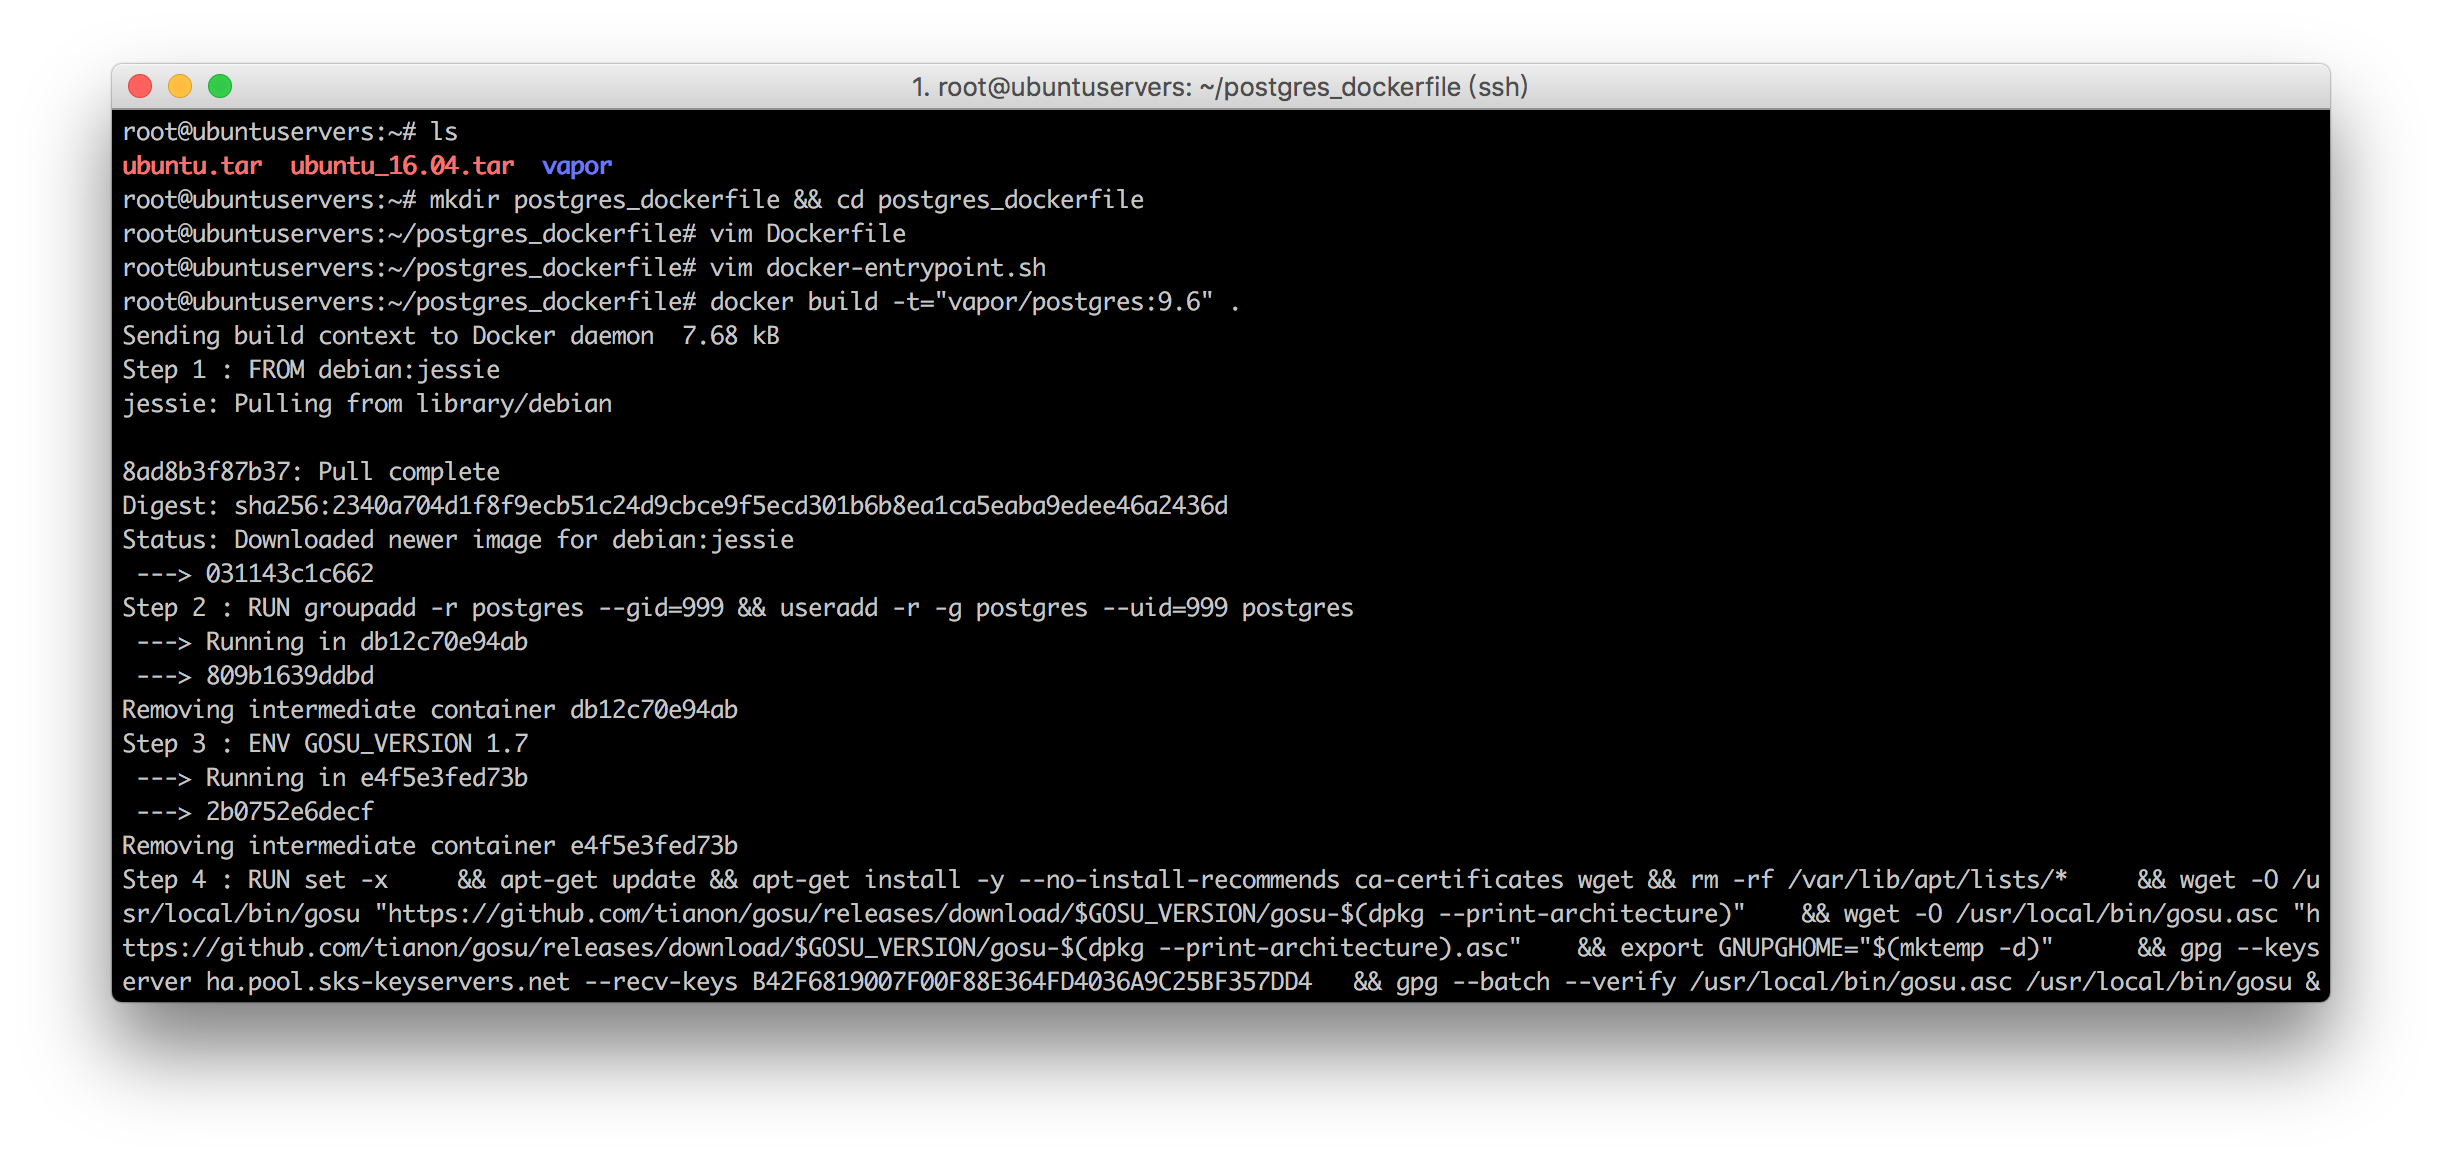 1. root@ubuntuservers: ~/postgres_dockerfile (ssh)
root@ubuntuservers:~# ls
ubuntu.tar  ubuntu_16.04.tar  vapor
root@ubuntuservers:~# mkdir postgres_dockerfile && cd postgres_dockerfile
root@ubuntuservers:~/postgres_dockerfile# vim Dockerfile
root@ubuntuservers:~/postgres_dockerfile# vim docker-entrypoint.sh
root@ubuntuservers:~/postgres_dockerfile# docker build -t="vapor/postgres:9.6" .
Sending build context to Docker daemon  7.68 kB
Step 1 : FROM debian:jessie
jessie: Pulling from library/debian
8ad8b3f87b37: Pull complete
Digest: sha256:2340a704d1f8f9ecb51c24d9cbce9f5ecd301b6b8ea1ca5eaba9edee46a2436d
Status: Downloaded newer image for debian:jessie
 ---> 031143c1c662
Step 2 : RUN groupadd -r postgres --gid=999 && useradd -r -g postgres --uid=999 postgres
 ---> Running in db12c70e94ab
 ---> 809b1639ddbd
Removing intermediate container db12c70e94ab
Step 3 : ENV GOSU_VERSION 1.7
 ---> Running in e4f5e3fed73b
 ---> 2b0752e6decf
Removing intermediate container e4f5e3fed73b
Step 4 : RUN set -x     && apt-get update && apt-get install -y --no-install-recommends ca-certificates wget && rm -rf /var/lib/apt/lists/*     && wget -O /u
sr/local/bin/gosu "https://github.com/tianon/gosu/releases/download/$GOSU_VERSION/gosu-$(dpkg --print-architecture)"    && wget -O /usr/local/bin/gosu.asc "h
ttps://github.com/tianon/gosu/releases/download/$GOSU_VERSION/gosu-$(dpkg --print-architecture).asc"    && export GNUPGHOME="$(mktemp -d)"      && gpg --keys
erver ha.pool.sks-keyservers.net --recv-keys B42F6819007F00F88E364FD4036A9C25BF357DD4   && gpg --batch --verify /usr/local/bin/gosu.asc /usr/local/bin/gosu &